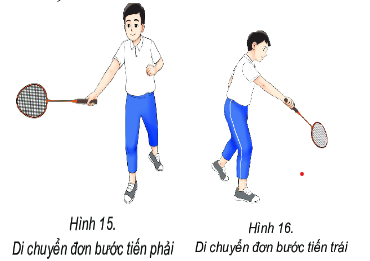 Hình 15.
Di chuyển đơn bước tiến phải
Hình 16.
Di chuyển đơn bước tiến trái